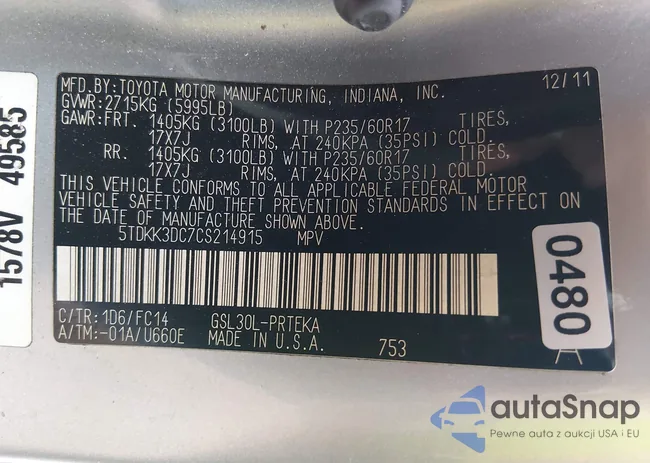 MFD.BY:TOYOTA MOTOR MANUFACTURING, INDIANA, INC. 12/11
GVWR:2715KG (5995LB)
GAWR:FRT. 1405KG (3100LB) WITH P235/60R17 TIRES,
17X7J RIMS, AT 240KPA (35PSI) COLD.
RR. 1405KG (3100LB) WITH P235/60R17 TIRES,
17X7J RIMS, AT 240KPA (35PSI) COLD.
THIS VEHICLE CONFORMS TO ALL APPLICABLE FEDERAL MOTOR
VEHICLE SAFETY AND THEFT PREVENTION STANDARDS IN EFFECT ON
THE DATE OF MANUFACTURE SHOWN ABOVE.
5TDKK3DC7CS214915 MPV
C/TR:1D6/FC14 GSL30L-PRTEKA
A/TM:-01A/U660E MADE IN U.S.A. 753
1578V 49585
0480
A
autaSnap
Pewne auta z aukcji USA i EU